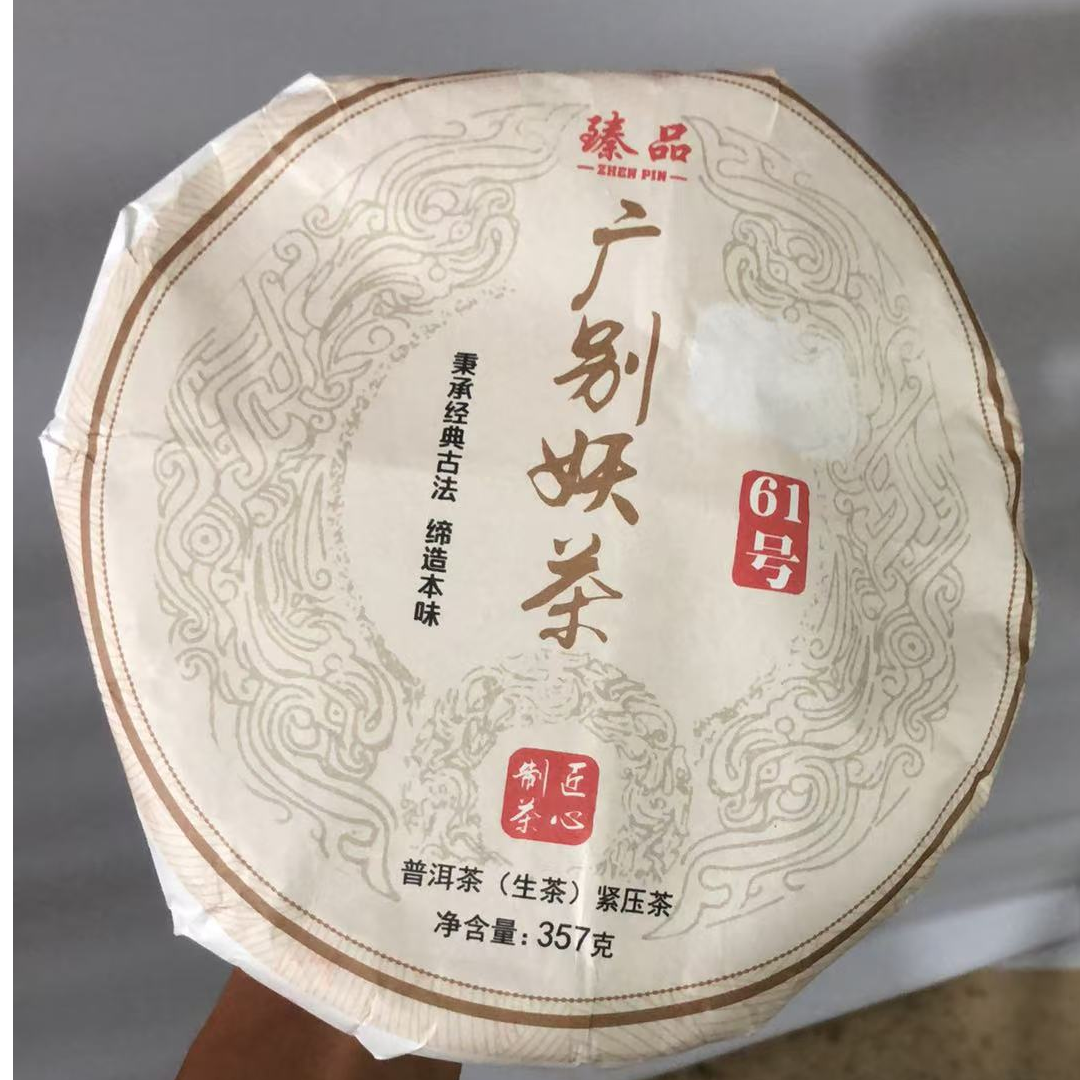 臻品
ZHEN PIN
广别妖茶
61
号
秉承经典古法 缔造本味
匠心
制茶
普洱茶（生茶）紧压茶
净含量：357克